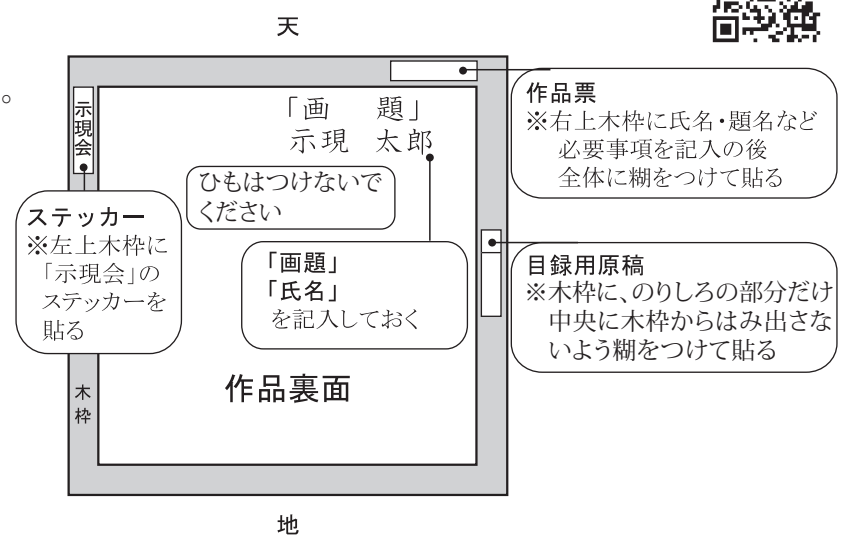 天
。
示現会
「画　題」
示現　太郎
作品票
※右上木枠に氏名・題名など
必要事項を記入の後
全体に糊をつけて貼る
ひもはつけないで
ください
ステッカー
※左上木枠に
「示現会」の
ステッカーを
貼る
「画題」
「氏名」
を記入しておく
目録用原稿
※木枠に、のりしろの部分だけ
中央に木枠からはみ出さな
いよう糊をつけて貼る
作品裏面
木枠
地